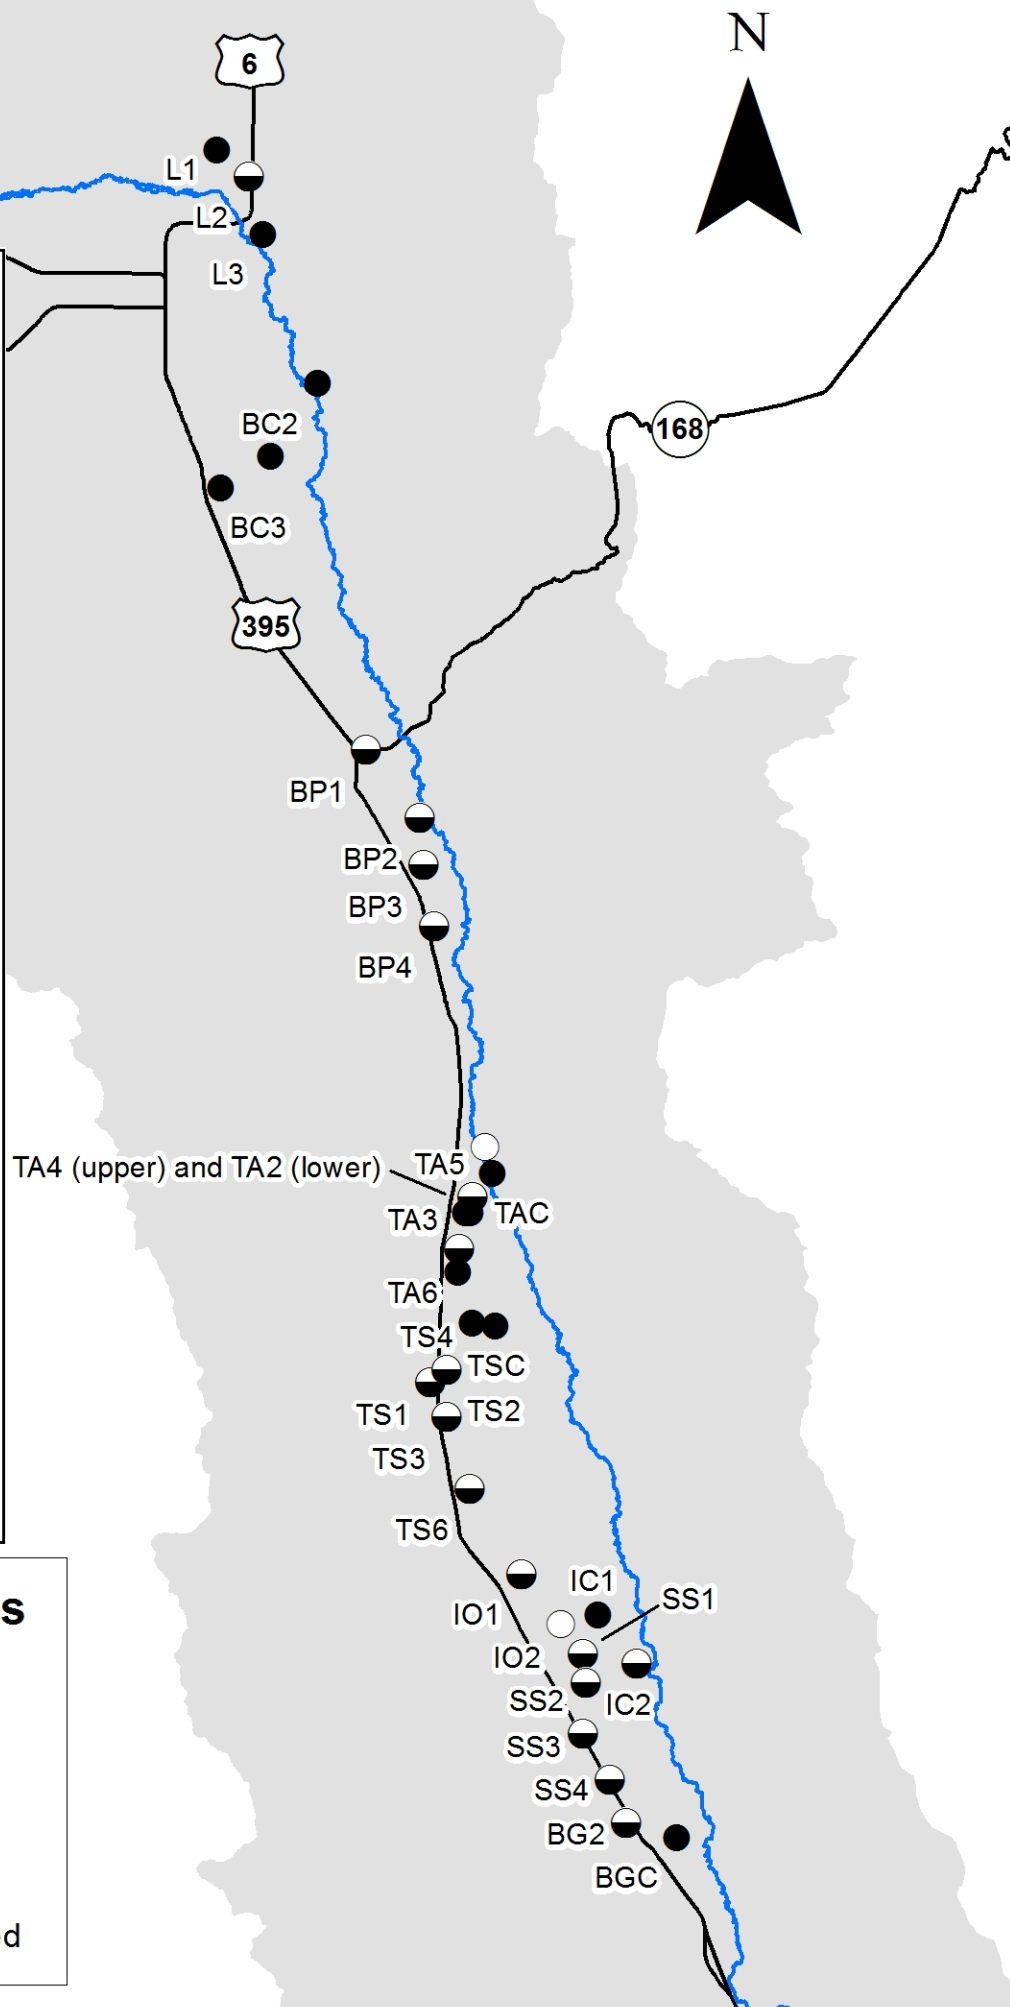 N
6
L1
L2
L3
168
BC2
BC3
395
BP1
BP2
BP3
BP4
TA4 (upper) and TA2 (lower)
TA5
TA3
TAC
TA6
TS4
TSC
TS1
TS2
TS3
TS6
IC1
SS1
s
IO1
IO2
SS2
IC2
SS3
SS4
BG2
BGC
ed